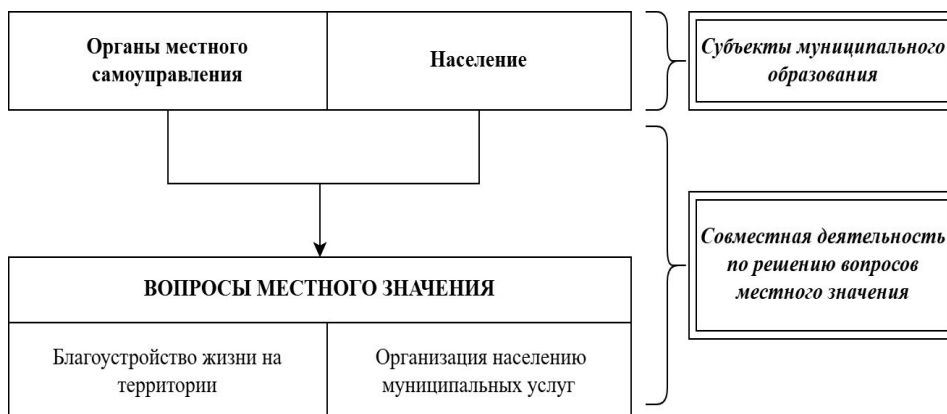 Органы местного
самоуправления
Население
Субъекты муниципального
образования
Совместная деятельность
по решению вопросов
местного значения
ВОПРОСЫ МЕСТНОГО ЗНАЧЕНИЯ
Благоустройство жизни на
территории
Организация населению
муниципальных услуг